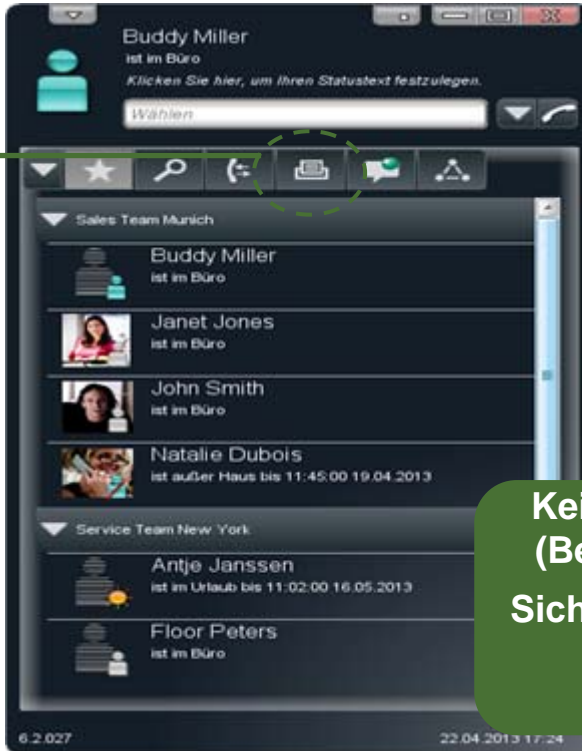 Buddy Miller
ist im Büro
Klicken Sie hier, um Ihren Statustext festzulegen.
Wählen
Sales Team Munich
Buddy Miller
ist im Büro
Janet Jones
ist im Büro
John Smith
ist im Büro
Natalie Dubois
ist außer Haus bis 11:45:00 19.04.2013
Service Team New York
Antje Janssen
ist im Urlaub bis 11:02:00 16.05.2013
Floor Peters
ist im Büro
6.2.027
22.04.2013 17:24